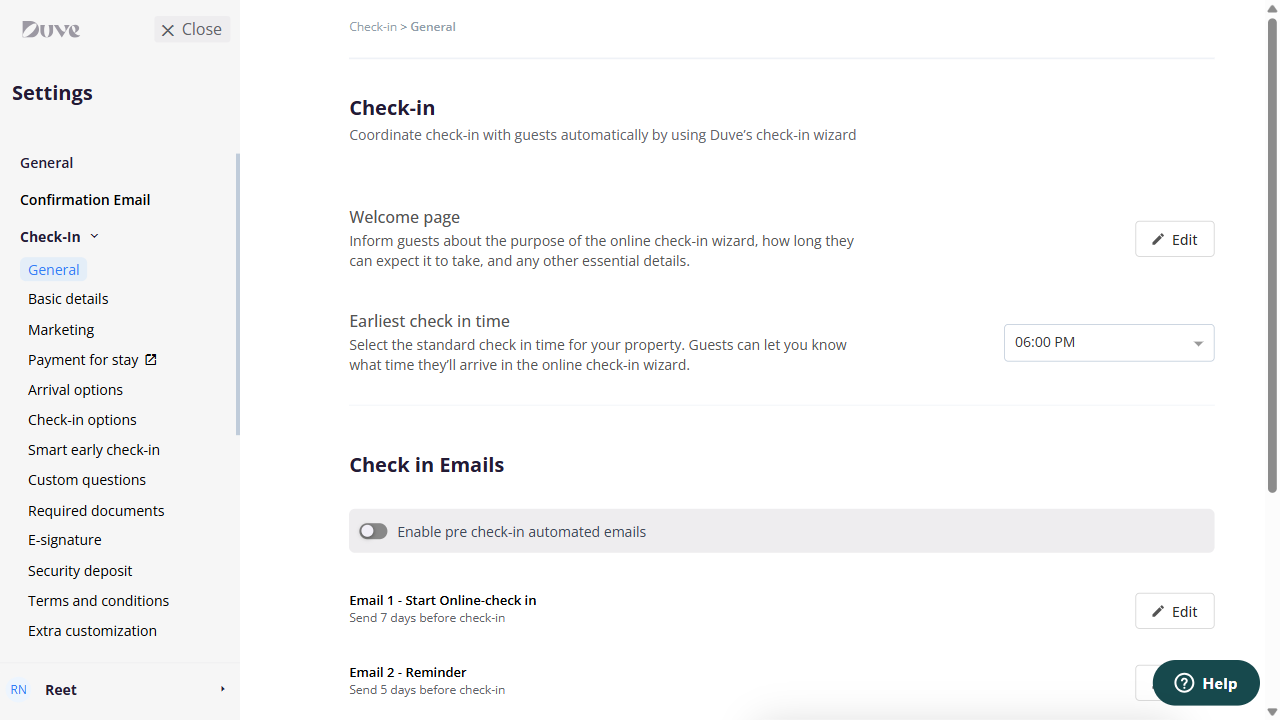 Duve
Close
Settings
General
Confirmation Email
Check-In
General
Basic details
Marketing
Payment for stay
Arrival options
Check-in options
Smart early check-in
Custom questions
Required documents
E-signature
Security deposit
Terms and conditions
Extra customization
RN Reet
Check-in > General
Check-in
Coordinate check-in with guests automatically by using Duve’s check-in wizard
Welcome page
Inform guests about the purpose of the online check-in wizard, how long they
can expect it to take, and any other essential details.
Edit
Earliest check in time
Select the standard check in time for your property. Guests can let you know
what time they’ll arrive in the online check-in wizard.
06:00 PM
Check in Emails
Enable pre check-in automated emails
Email 1 - Start Online-check in
Send 7 days before check-in
Edit
Email 2 - Reminder
Send 5 days before check-in
Help